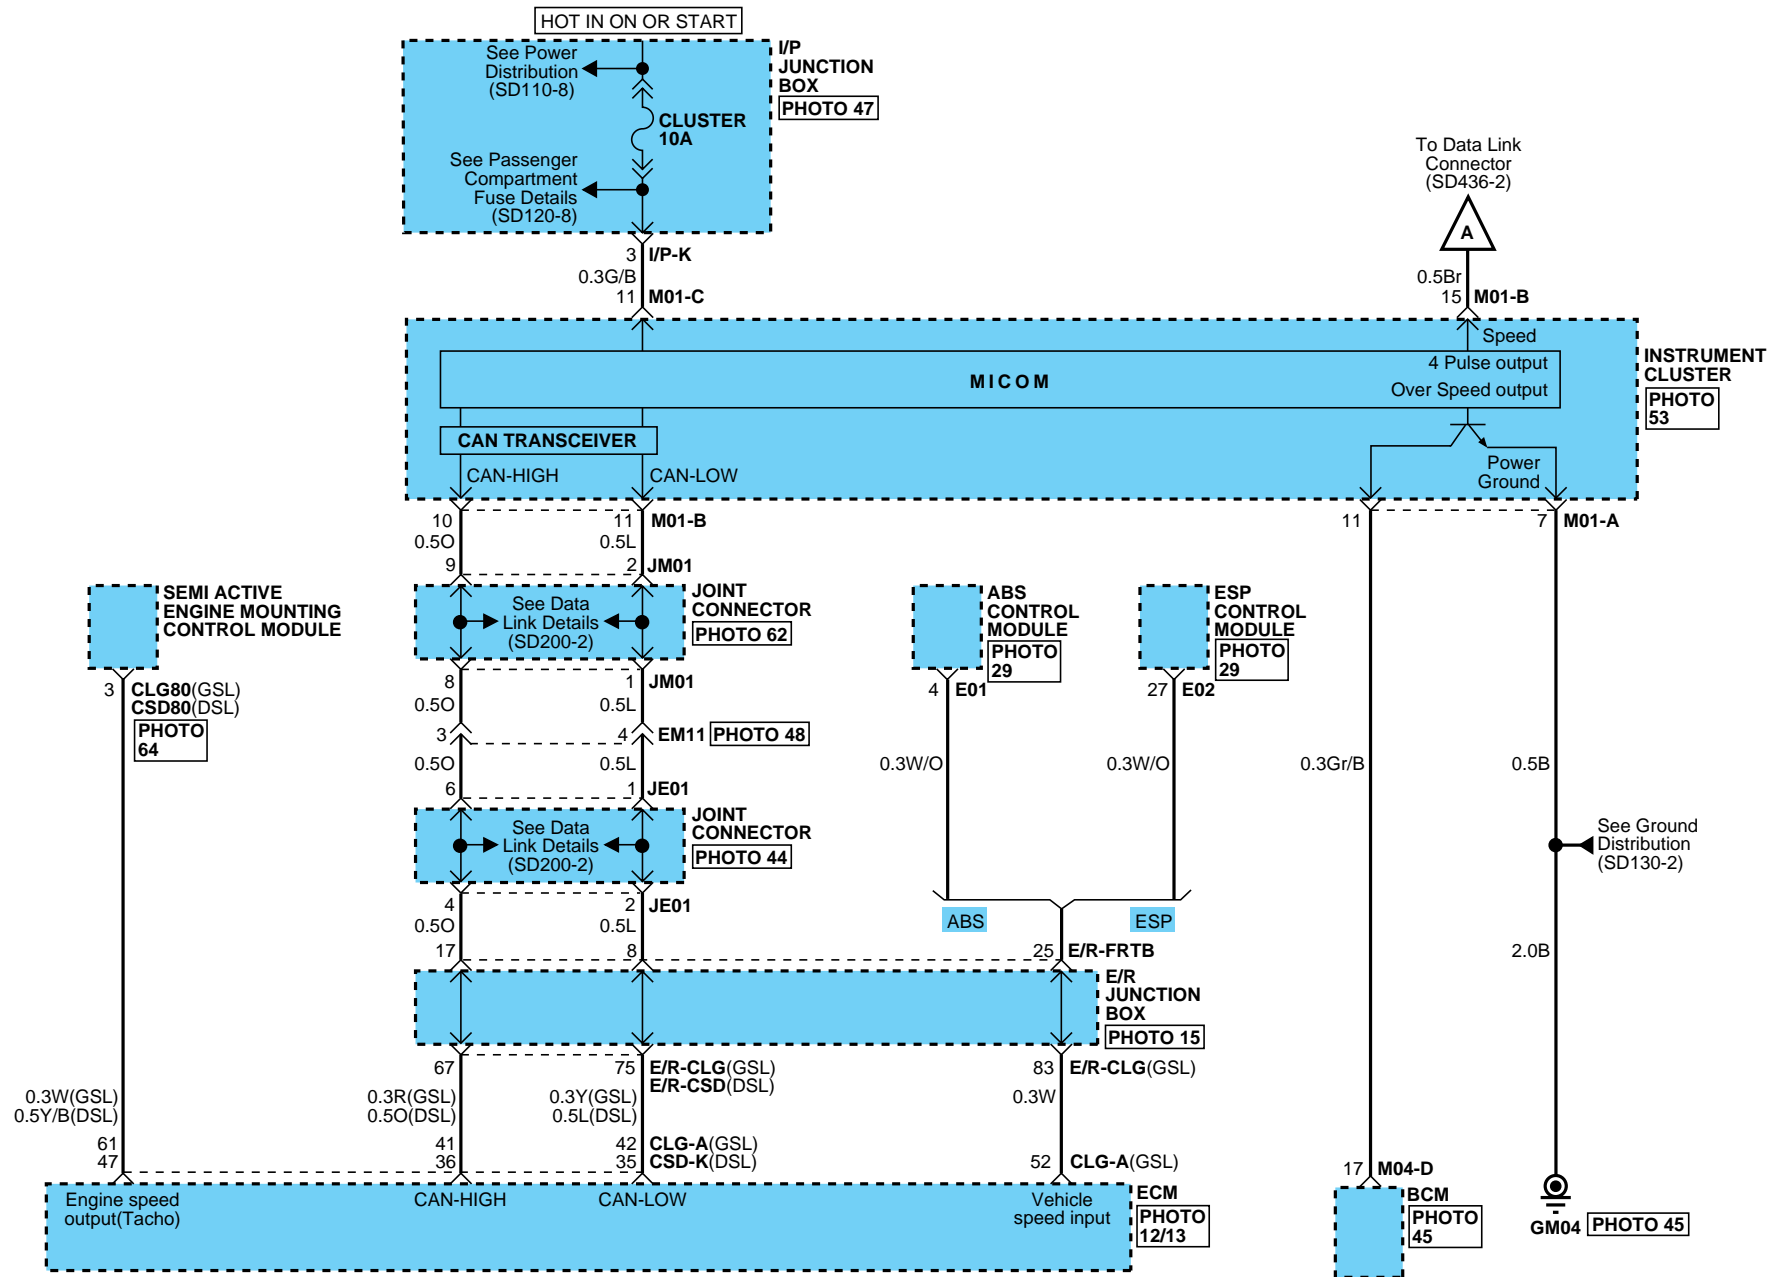 HOT IN ON OR START
See Power
Distribution
(SD110-8)
CLUSTER
10A
See Passenger
Compartment
Fuse Details
(SD120-8)
I/P
JUNCTION
BOX
PHOTO 47
3 I/P-K
0.3G/B
11 M01-C
To Data Link
Connector
(SD436-2)
A
0.5Br
15 M01-B
Speed
4 Pulse output
Over Speed output
MICOM
CAN TRANSCEIVER
CAN-HIGH
CAN-LOW
Power
Ground
INSTRUMENT
CLUSTER
PHOTO
53
10 11 M01-B
0.5O 0.5L
9 2 JM01
11 7 M01-A
SEMI ACTIVE
ENGINE MOUNTING
CONTROL MODULE
3 CLG80(GSL)
CSD80(DSL)
PHOTO
64
See Data
Link Details
(SD200-2)
JOINT
CONNECTOR
PHOTO 62
8 1 JM01
0.5O 0.5L
3 4 EM11 PHOTO 48
0.5O 0.5L
6 1 JE01
See Data
Link Details
(SD200-2)
JOINT
CONNECTOR
PHOTO 44
4 2 JE01
0.5O 0.5L
17 8 25 E/R-FRTB
ABS
CONTROL
MODULE
PHOTO
29
4 E01
0.3W/O
ABS
ESP
CONTROL
MODULE
PHOTO
29
27 E02
0.3W/O
ESP
0.3Gr/B
0.5B
See Ground
Distribution
(SD130-2)
2.0B
E/R
JUNCTION
BOX
PHOTO 15
67 75 E/R-CLG(GSL)
E/R-CSD(DSL)
83 E/R-CLG(GSL)
0.3W(GSL)
0.5Y/B(DSL)
0.3R(GSL)
0.5O(DSL)
0.3Y(GSL)
0.5L(DSL)
0.3W
61 41 42 CLG-A(GSL)
47 36 35 CSD-K(DSL)
52 CLG-A(GSL)
17 M04-D
Engine speed
output(Tacho)
CAN-HIGH
CAN-LOW
Vehicle
speed input
ECM
PHOTO
12/13
BCM
PHOTO
45
GM04 PHOTO 45